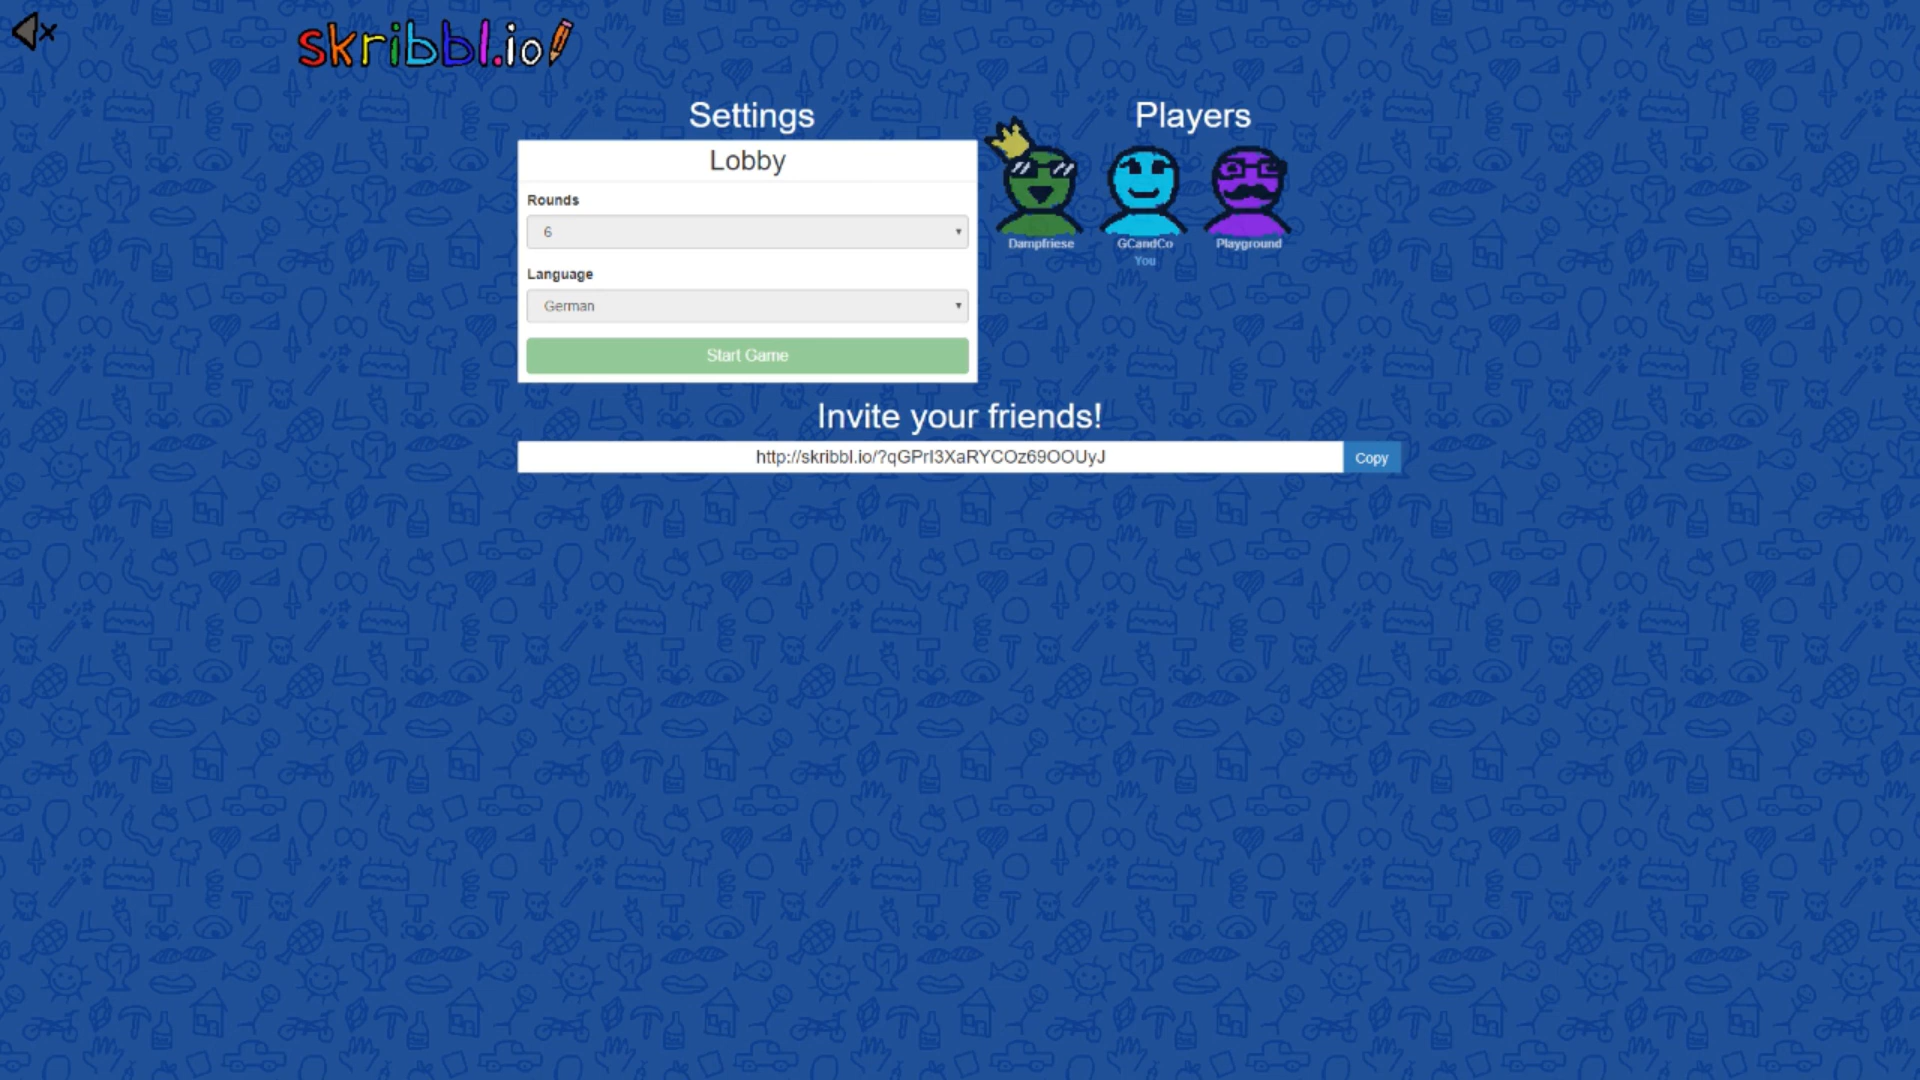 skribbl.io
Settings
Players
Lobby
Rounds
6
Language
German
Start Game
Dampfriese
GCandCo
You
Playground
Invite your friends!
http://skribbl.io/?qGPrI3XaRYCOz69OOUyJ
Copy